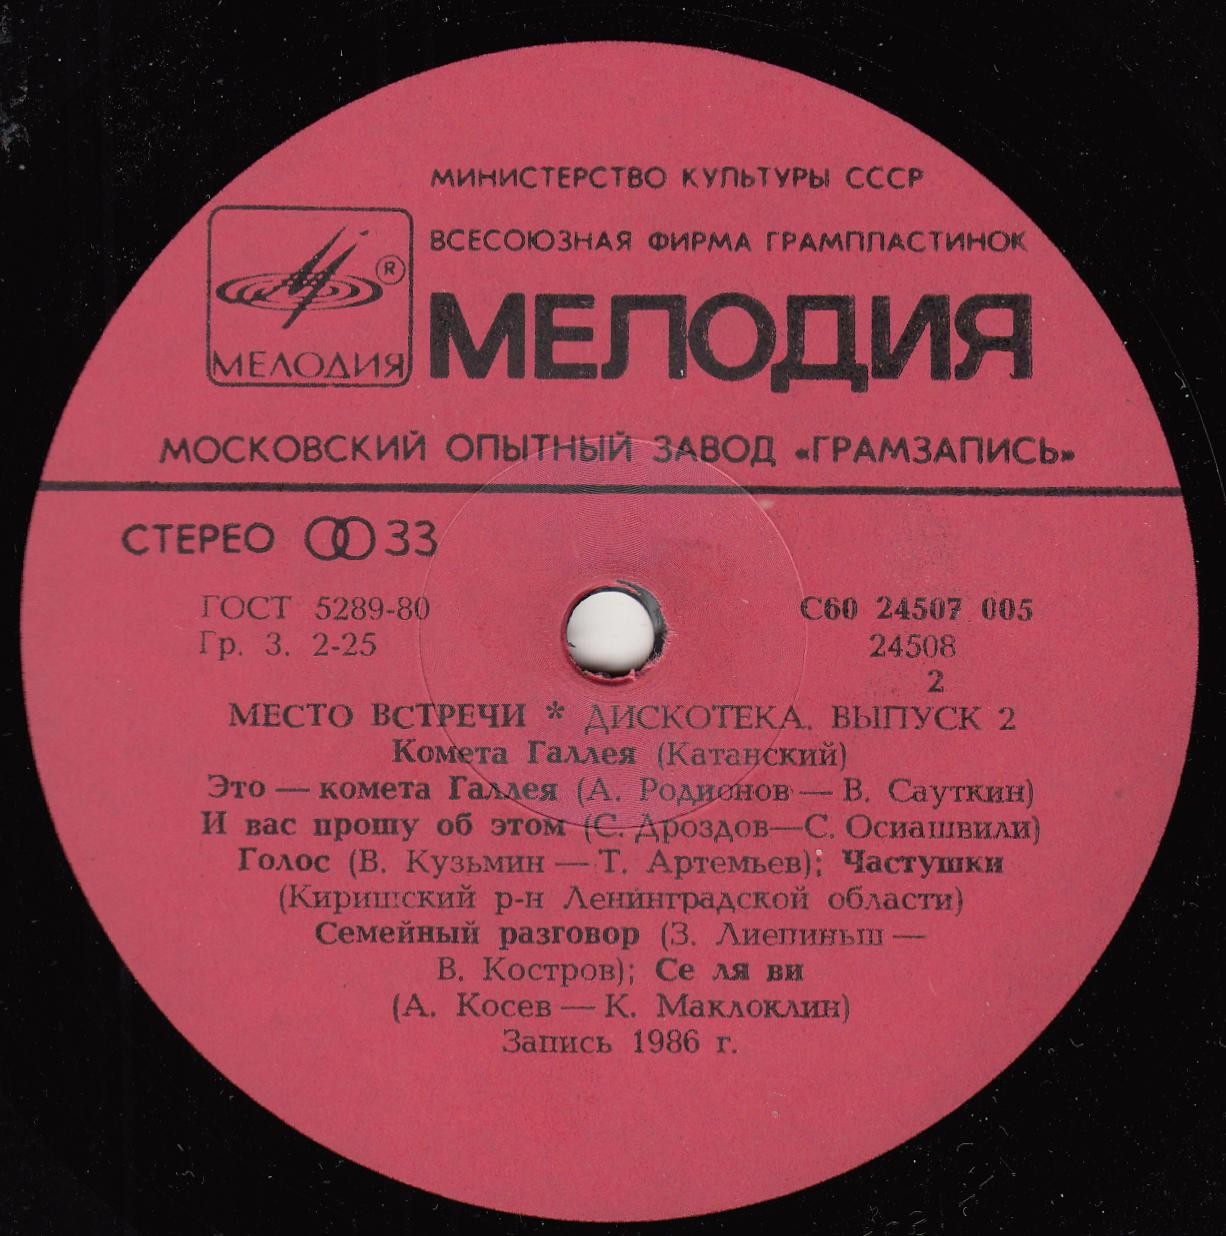 МИНИСТЕРСТВО КУЛЬТУРЫ СССР
ВСЕСОЮЗНАЯ ФИРМА ГРАМПЛАСТИНОК
®
МЕЛОДИЯ
МЕЛОДИЯ
МОСКОВСКИЙ ОПЫТНЫЙ ЗАВОД «ГРАМЗАПИСЬ»
СТЕРЕО 33
ГОСТ 5289-80
Гр. 3. 2-25
С60 24507 005
24508
2
МЕСТО ВСТРЕЧИ * ДИСКОТЕКА. ВЫПУСК 2
Комета Галлея (Катанский)
Это — комета Галлея (А. Родионов — В. Сауткин)
И вас прошу об этом (С. Дроздов—С. Осиашвили)
Голос (В. Кузьмин — Т. Артемьев); Частушки
(Киришский р-н Ленинградской области)
Семейный разговор (З. Лиепиньш —
В. Костров); Се ля ви
(А. Косев — К. Маклоклин)
Запись 1986 г.